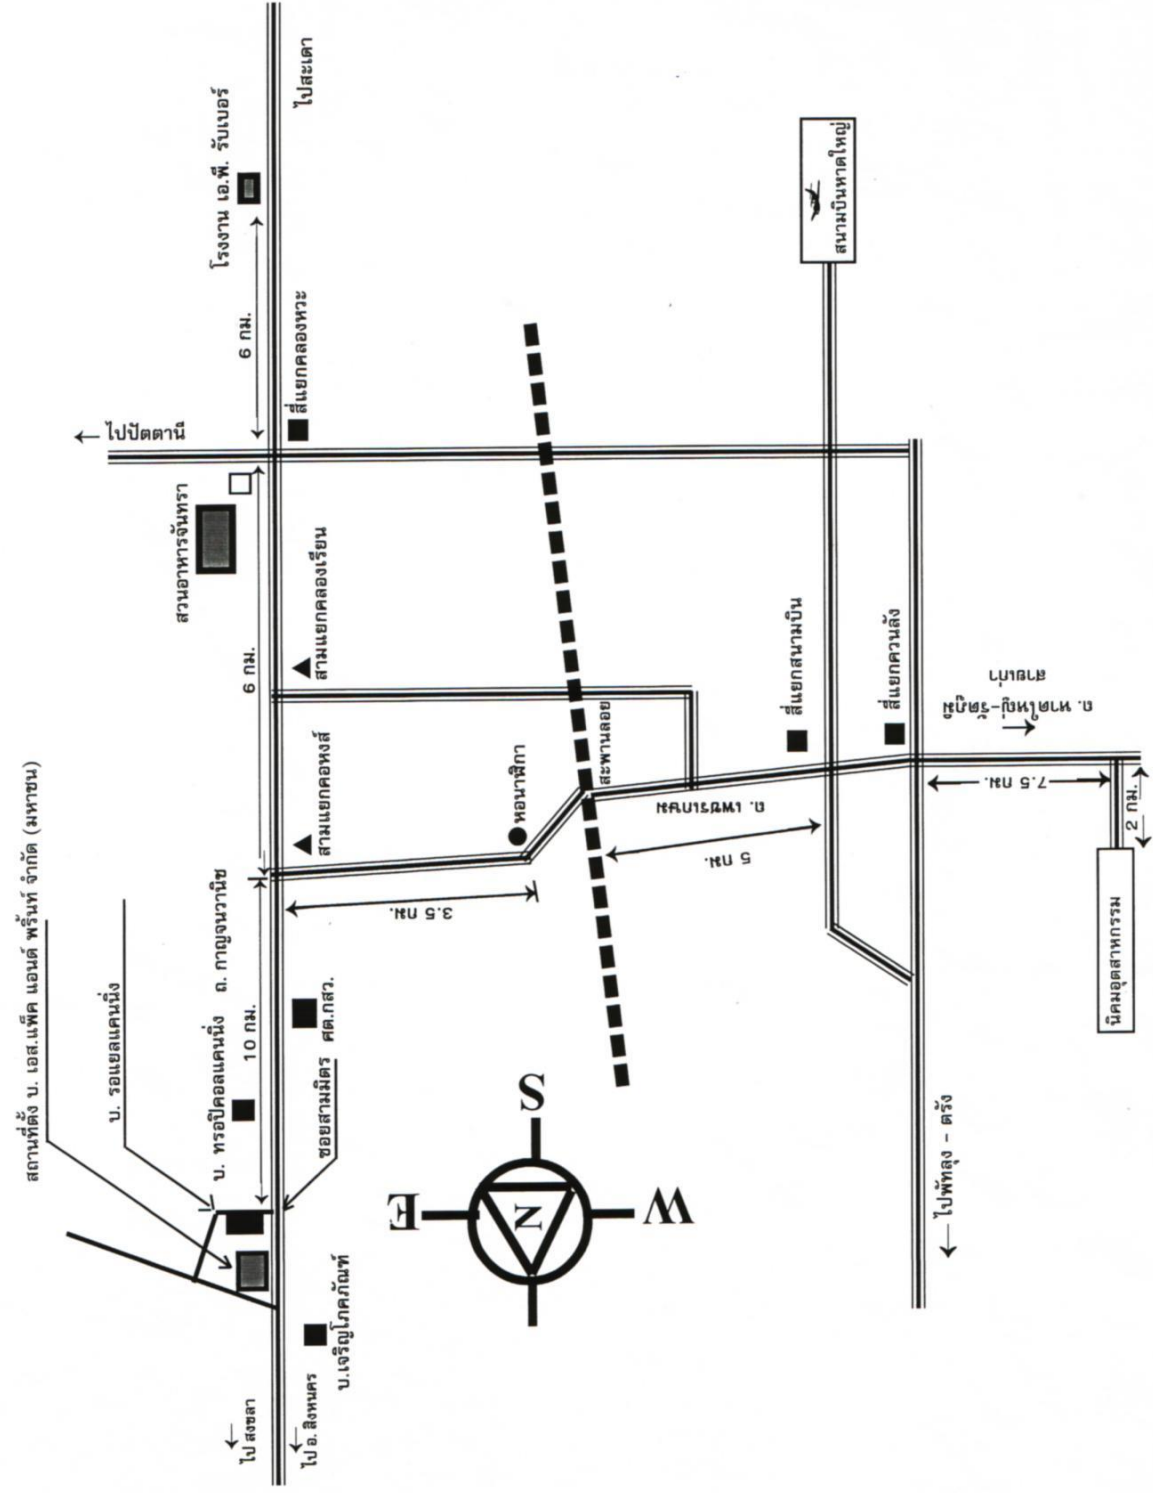 สถานที่ตั้ง บ. เอส.แพ็ค แอนด์ พริ้นท์ จำกัด (มหาชน)
บ. รอแยลแคนนิ่ง
บ. ทรอปิคอลแคนนิ่ง
ถ. กาญจนวานิช
สวนอาหารจันทรา
← ไปปัตตานี
โรงงาน เอ.พี. รับเบอร์
← ไป สงขลา
10 กม.
6 กม.
6 กม.
← ไป อ. สิงหนคร
บ.เจริญโภคภัณฑ์
ซอยสามมิตร
ศต.กสว.
สามแยกคอหงส์
สามแยกคลองเรียน
สี่แยกคลองหวะ
ไปสะเดา
3.5 กม.
หอนาฬิกา
E
N
S
W
สะพานลอย
ถ. เพชรเกษม
5 กม.
สี่แยกสนามบิน
สนามบินหาดใหญ่
สี่แยกควนลัง
← ไปพัทลุง - ตรัง
ถ. หาดใหญ่-รัตภูมิ
สายเก่า
7.5 กม.
2 กม.
นิคมอุตสาหกรรม